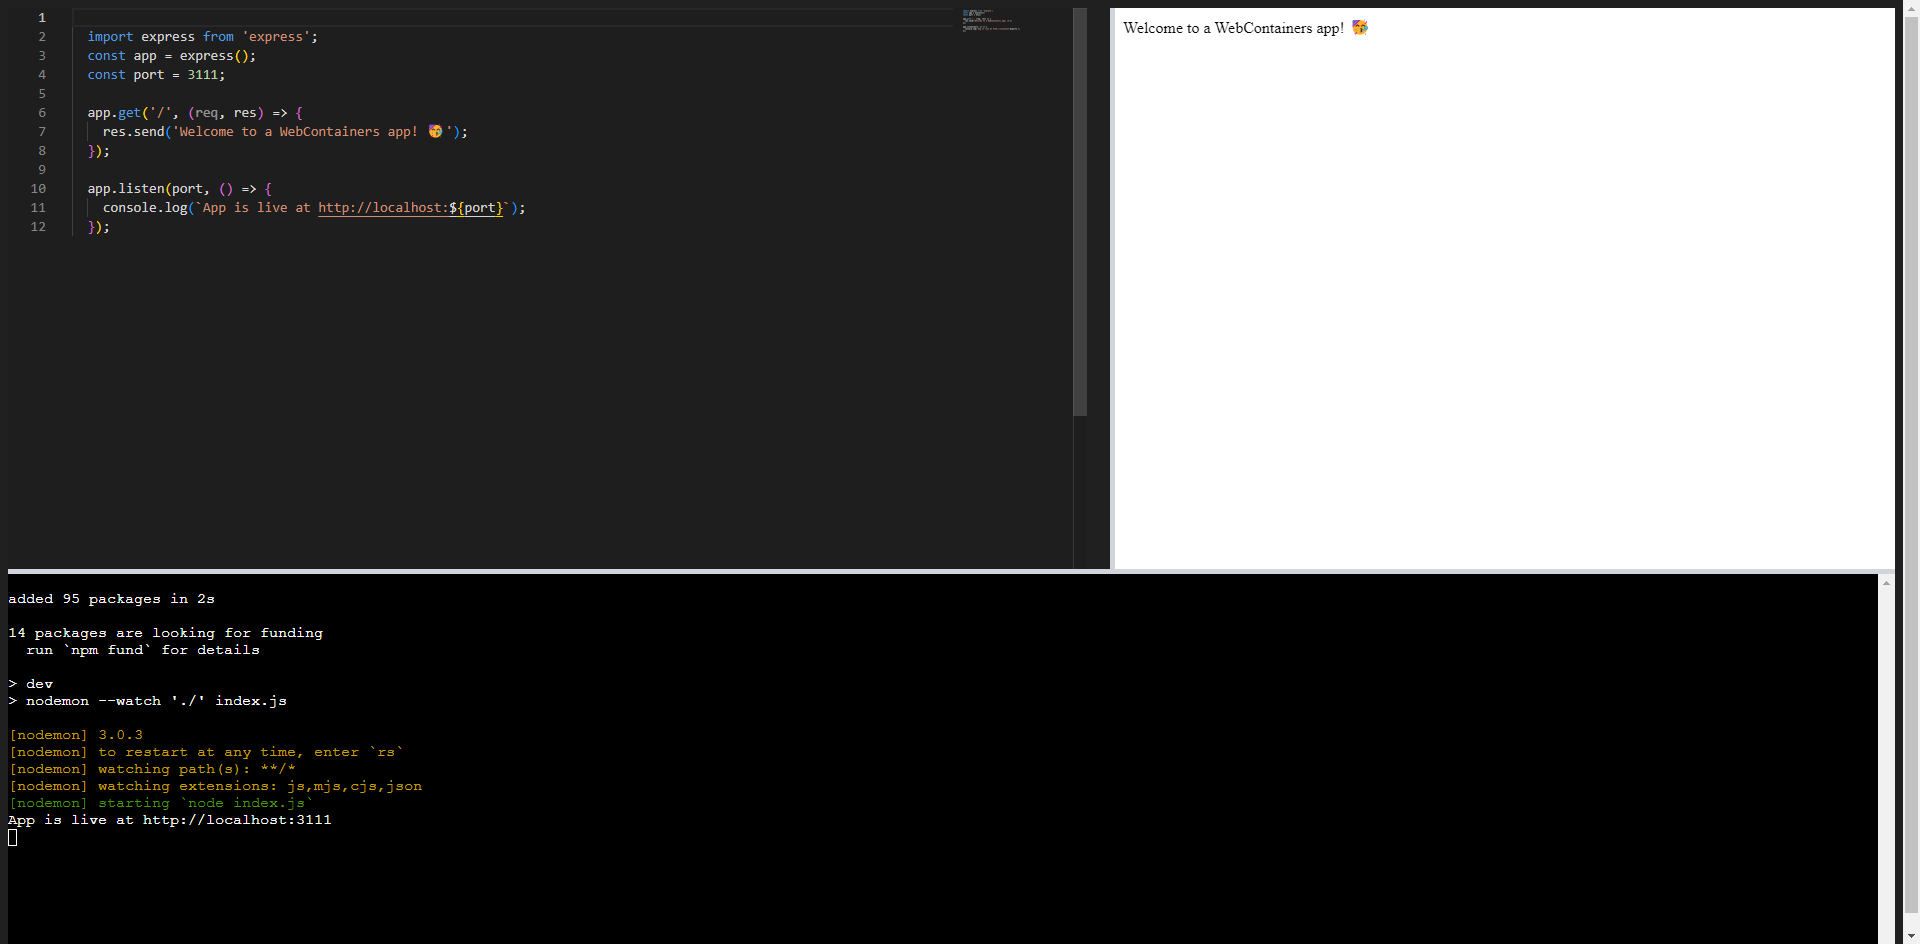 1
2 import express from 'express';
3 const app = express();
4 const port = 3111;
5
6 app.get('/', (req, res) => {
7 res.send('Welcome to a WebContainers app! 🥳');
8 });
9
10 app.listen(port, () => {
11 console.log(`App is live at http://localhost:${port}`);
12 });
Welcome to a WebContainers app! 🥳
added 95 packages in 2s
14 packages are looking for funding
run `npm fund` for details
> dev
> nodemon --watch './' index.js
[nodemon] 3.0.3
[nodemon] to restart at any time, enter `rs`
[nodemon] watching path(s): **/*
[nodemon] watching extensions: js,mjs,cjs,json
[nodemon] starting `node index.js`
App is live at http://localhost:3111